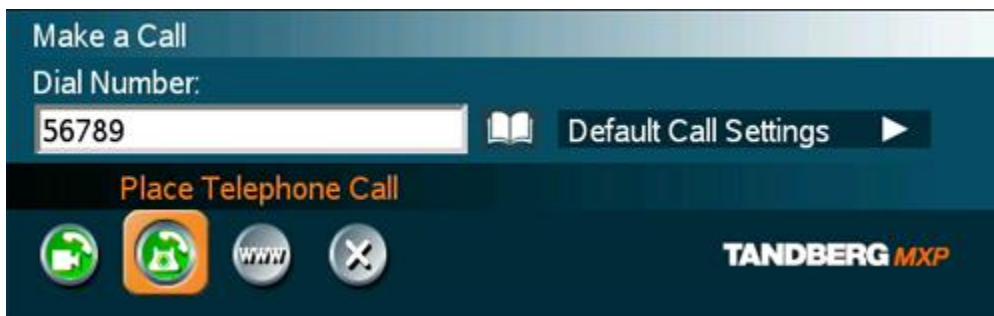 Make a Call
Dial Number:
56789
Default Call Settings
Place Telephone Call
www
TANDBERG MXP